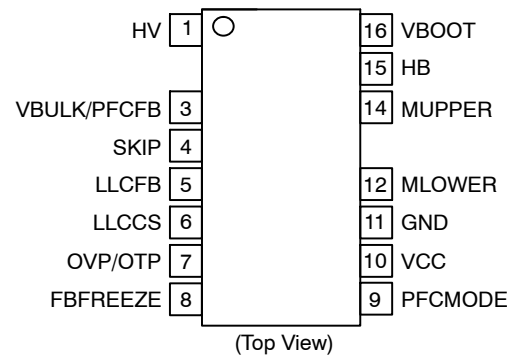 HV 1 16 VBOOT
15 HB
VBULK/PFCFB 3 14 MUPPER
SKIP 4
LLCFB 5 12 MLOWER
LLCCS 6 11 GND
OVP/OTP 7 10 VCC
FBFREEZE 8 9 PFCMODE
(Top View)